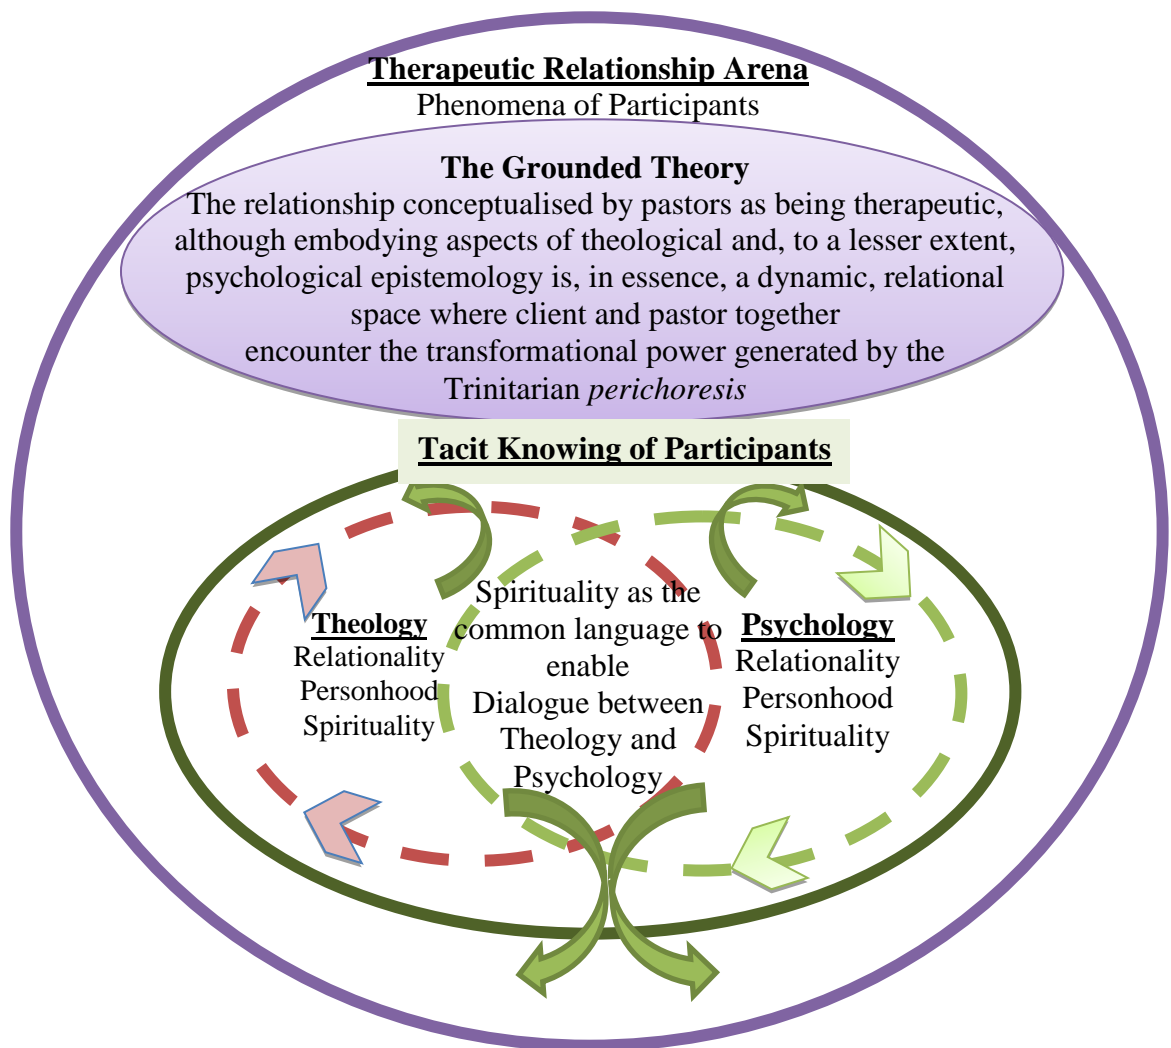 Therapeutic Relationship Arena
Phenomena of Participants
The Grounded Theory
The relationship conceptualised by pastors as being therapeutic,
although embodying aspects of theological and, to a lesser extent,
psychological epistemology is, in essence, a dynamic, relational
space where client and pastor together
encounter the transformational power generated by the
Trinitarian perichoresis
Tacit Knowing of Participants
Theology
Relationality
Personhood
Spirituality
Spirituality as the
common language to
enable
Dialogue between
Theology and
Psychology
Psychology
Relationality
Personhood
Spirituality